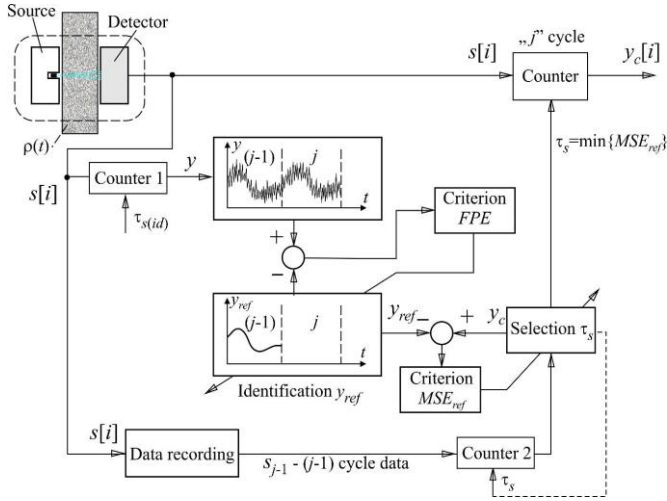 Source
Detector
ρ(t)
s[i]
„j” cycle
Counter
y_c[i]
τ_s=min{MSE_ref}
s[i]
Counter 1
y
τ_s(id)
y
(j-1)
j
t
+
−
Criterion
FPE
y_ref
(j-1)
j
t
Identification y_ref
y_ref
−
+
y_c
Selection τ_s
Criterion
MSE_ref
s[i]
Data recording
s_j-1 - (j-1) cycle data
Counter 2
τ_s